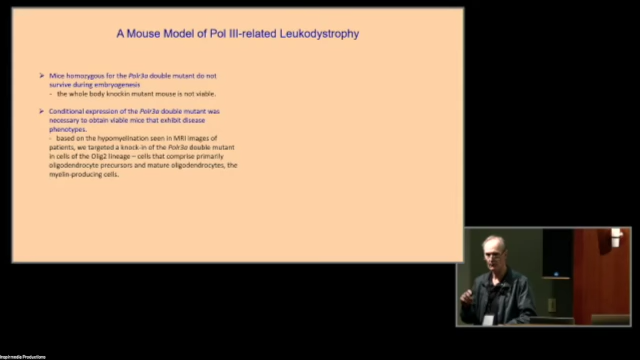 A Mouse Model of Pol III-related Leukodystrophy
➤ Mice homozygous for the Polr3a double mutant do not
survive during embryogenesis
- the whole body knockin mutant mouse is not viable.
➤ Conditional expression of the Polr3a double mutant was
necessary to obtain viable mice that exhibit disease
phenotypes.
- based on the hypomyelination seen in MRI images of
patients, we targeted a knock-in of the Polr3a double mutant
in cells of the Olig2 lineage – cells that comprise primarily
oligodendrocyte precursors and mature oligodendrocytes, the
myelin-producing cells.
Inspirmedia Productions